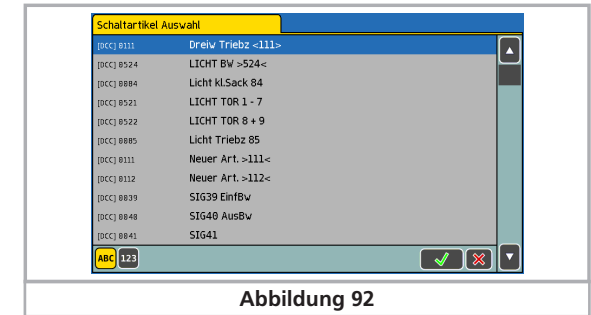 Schaltartikel Auswahl
[DCC] 0111 Dreiw Triebz <111>
[DCC] 0524 LICHT BW >524<
[DCC] 0084 Licht kl.Sack 84
[DCC] 0521 LICHT TOR 1 - 7
[DCC] 0522 LICHT TOR 8 + 9
[DCC] 0085 Licht Triebz 85
[DCC] 0111 Neuer Art. >111<
[DCC] 0112 Neuer Art. >112<
[DCC] 0039 SIG39 EinfBw
[DCC] 0040 SIG40 AusBw
[DCC] 0041 SIG41
ABC 123
Abbildung 92